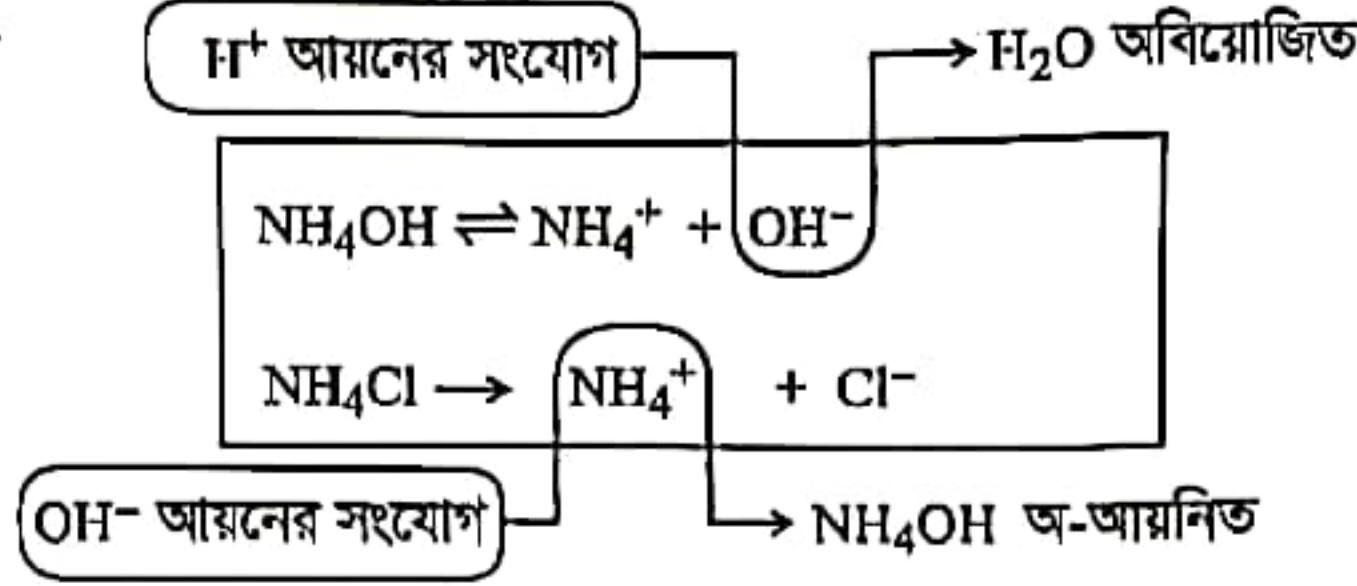 H⁺ আয়নের সংযোগ → H₂O অবিয়োজিত
NH₄OH ⇌ NH₄⁺ + OH⁻
NH₄Cl → NH₄⁺ + Cl⁻
OH⁻ আয়নের সংযোগ → NH₄OH অ-আয়নিত